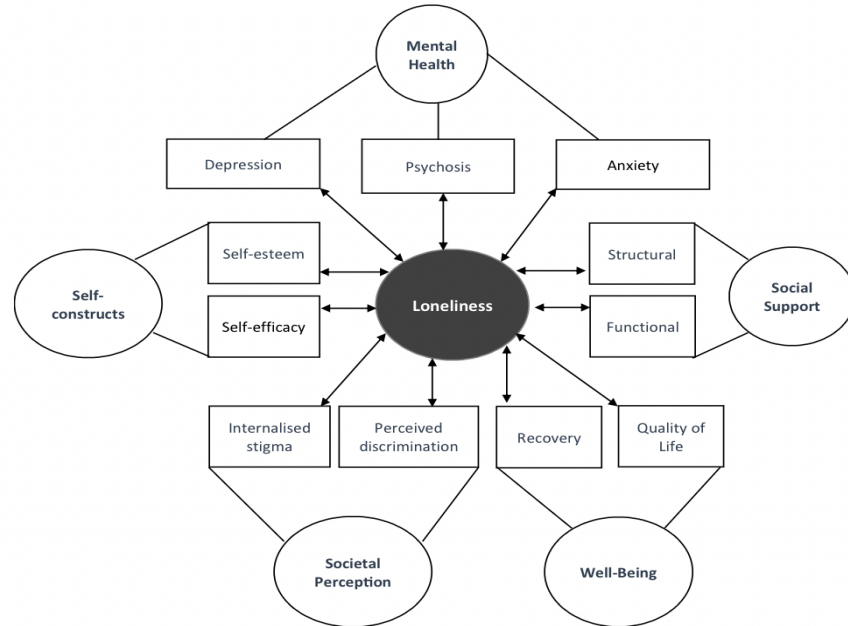 Mental
Health
Depression
Psychosis
Anxiety
Self-esteem
Structural
Self-
constructs
Loneliness
Social
Support
Self-efficacy
Functional
Internalised
stigma
Perceived
discrimination
Recovery
Quality of
Life
Societal
Perception
Well-Being